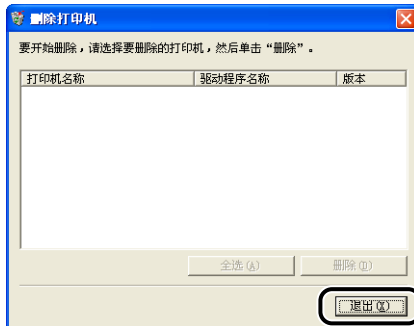 删除打印机
要开始删除，请选择要删除的打印机，然后单击“删除”。
打印机名称 驱动程序名称 版本
全选(A) 删除(D)
退出(X)